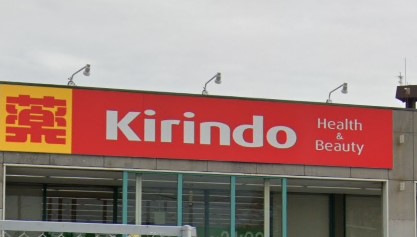 薬
Kirindo
Health
&
Beauty